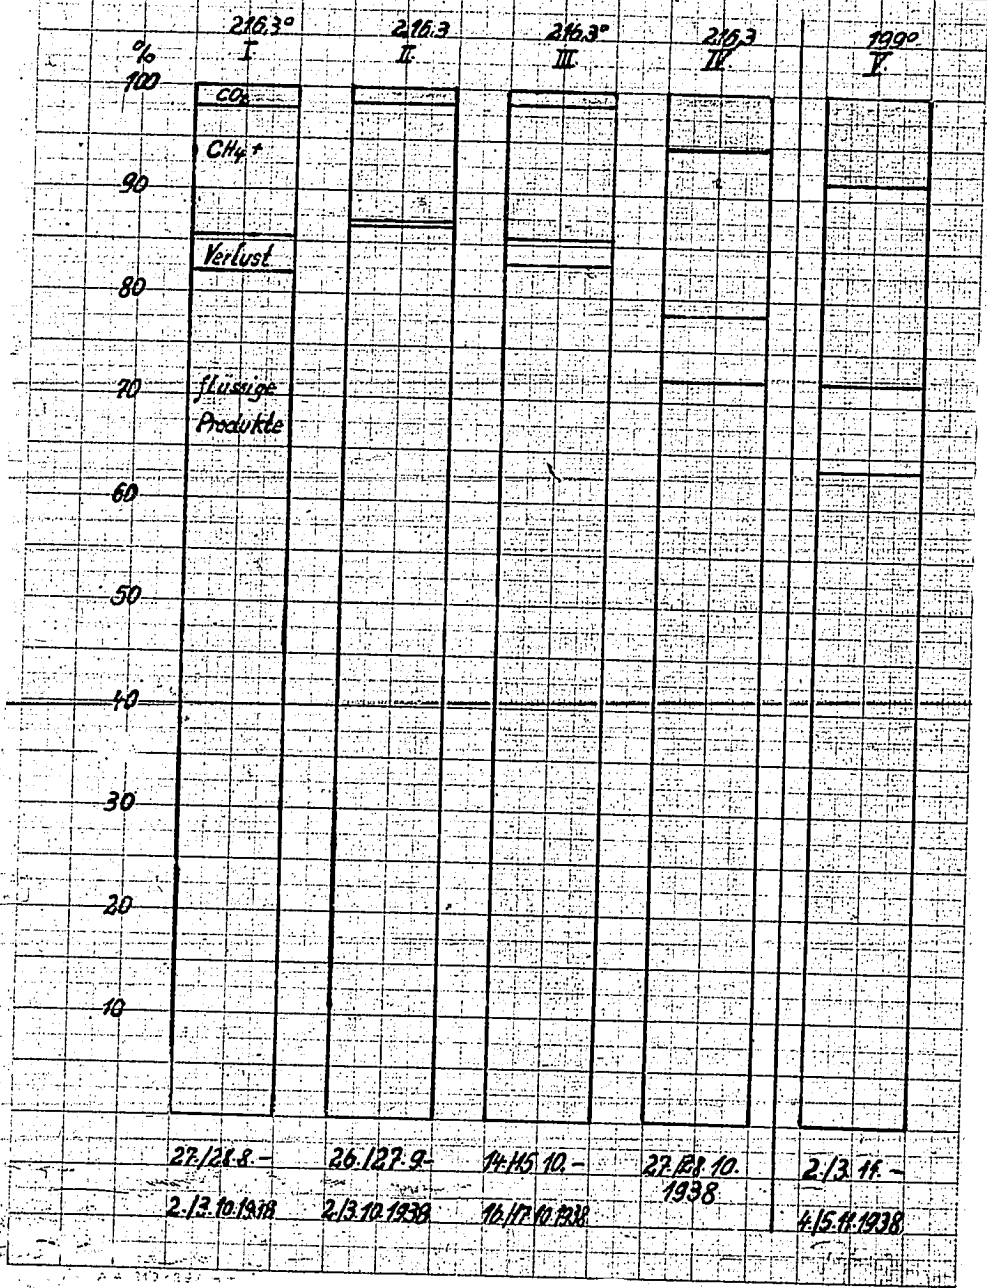 216.3° 216.3 216.3° 216,3 199°
% I II III IV. V.
100
CO₂
CH₄ +
90
Verlust
80
70
flüssige
Produkte
60
50
40
30
20
10
27./28.8.- 26./27.9- 14./15.10.- 27./28.10. 2./3.11.-
1938
2./3.10.1938 2./3.10.1938 16./17.10.1938 4./5.11.1938